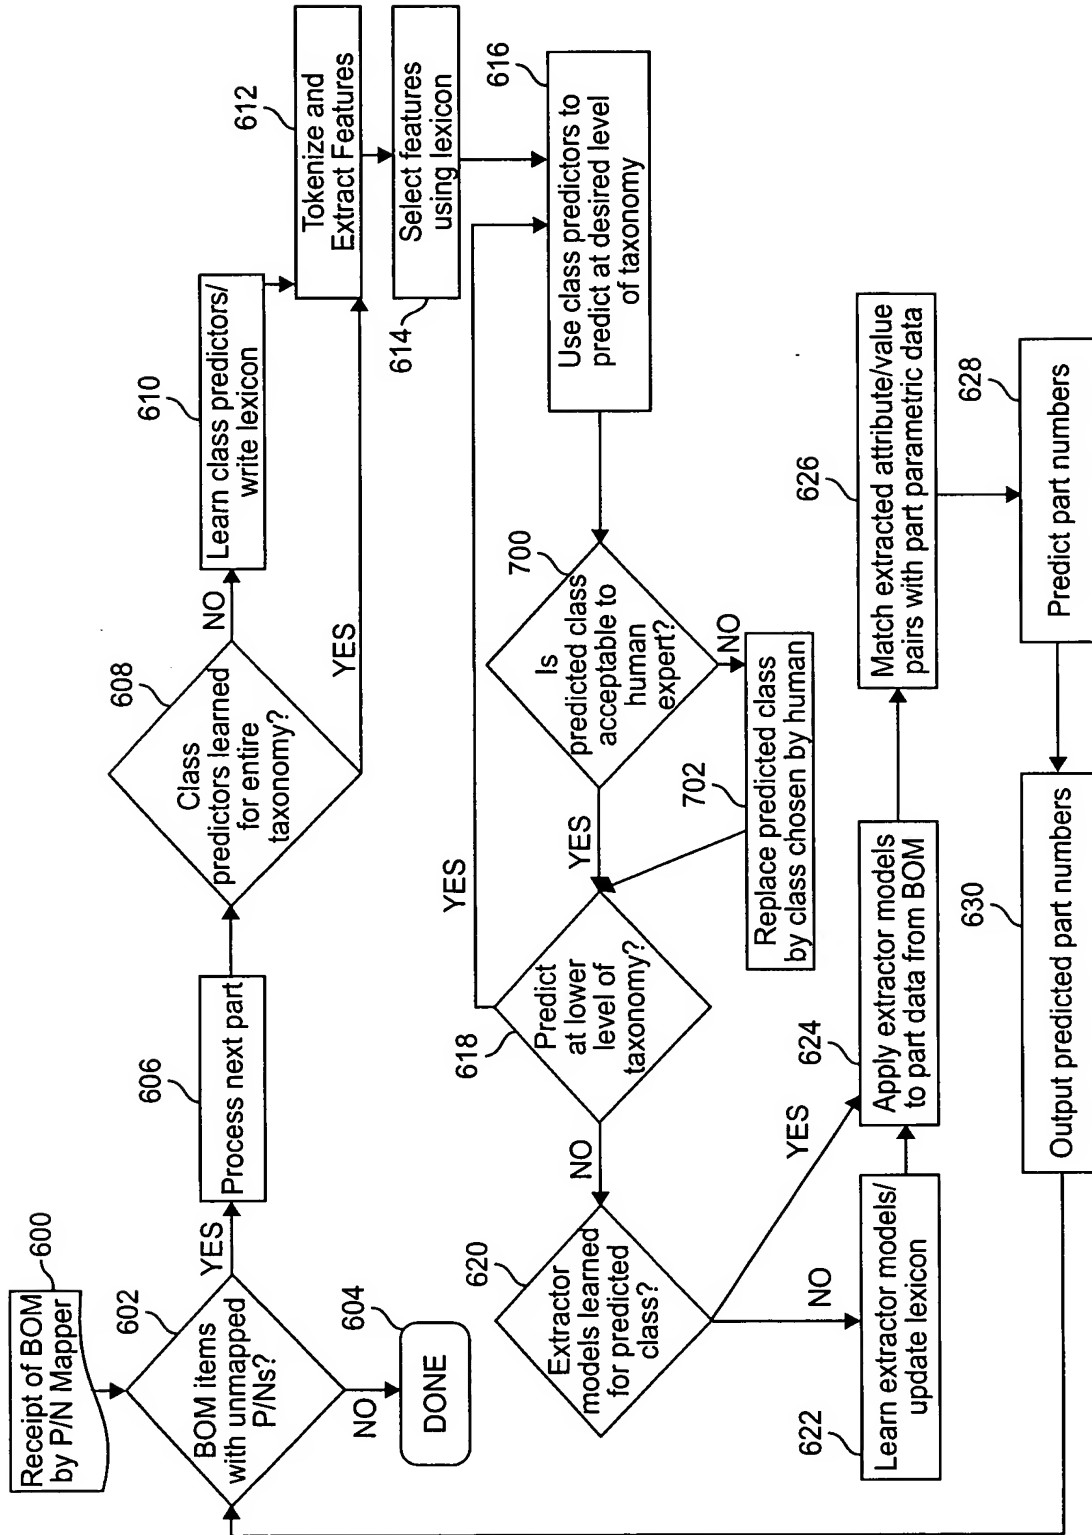 Receipt of BOM
by P/N Mapper
600
BOM items
with unmapped
P/Ns?
602
YES
NO
DONE
604
Process next part
606
Class
predictors learned
for entire
taxonomy?
608
NO
YES
Learn class predictors/
write lexicon
610
Tokenize and
Extract Features
612
Select features
using lexicon
614
Use class predictors to
predict at desired level
of taxonomy
616
Is
predicted class
acceptable to
human
expert?
700
NO
YES
Replace predicted class
by class chosen by human
702
Predict
at lower
level of
taxonomy?
618
YES
NO
Extractor
models learned
for predicted
class?
620
YES
NO
Learn extractor models/
update lexicon
622
Apply extractor models
to part data from BOM
624
Match extracted attribute/value
pairs with part parametric data
626
Predict part numbers
628
Output predicted part numbers
630